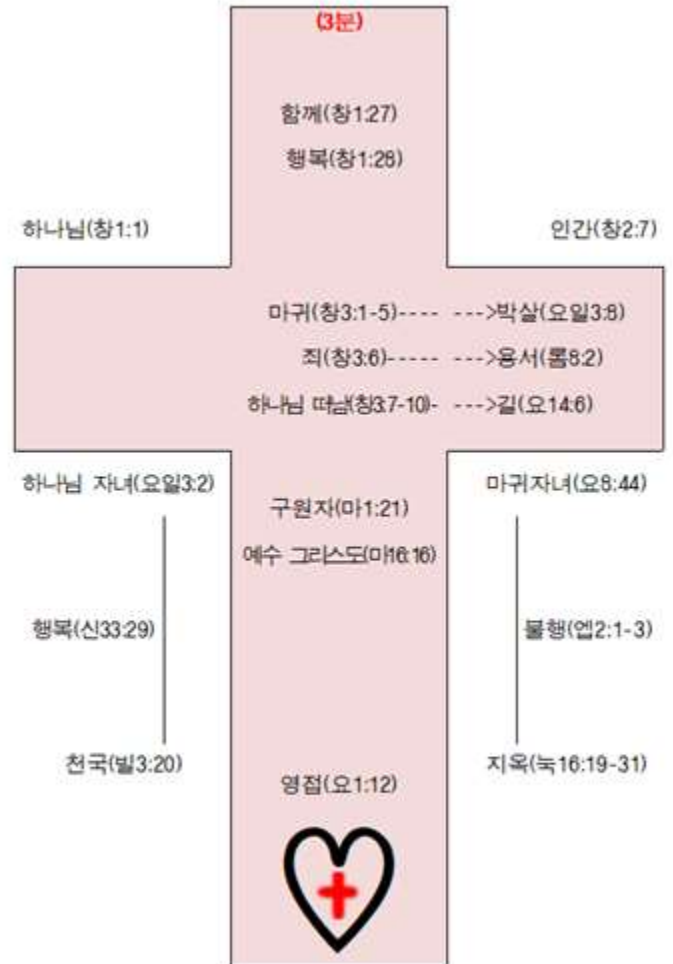 (3분)
함께(창1:27)
행복(창1:28)
하나님(창1:1)
인간(창2:7)
마귀(창3:1-5)---- --->박살(요일3:8)
죄(창3:6)----- --->용서(롬8:2)
하나님 떠남(창3:7-10)- --->길(요14:6)
하나님 자녀(요일3:2)
마귀자녀(요8:44)
구원자(마1:21)
예수 그리스도(마16:16)
행복(신33:29)
불행(엡2:1-3)
천국(빌3:20)
지옥(눅16:19-31)
영접(요1:12)